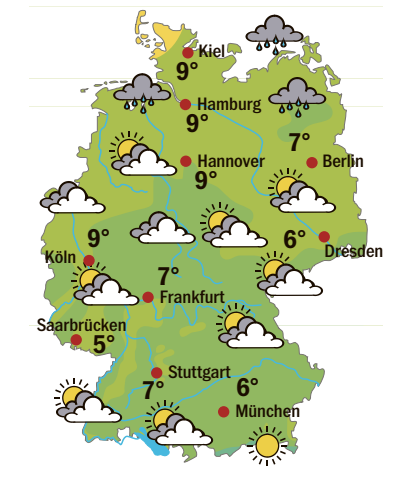 Kiel
9°
Hamburg
9°
7°
Hannover
Berlin
9°
9°
6°
Dresden
Köln
7°
Frankfurt
Saarbrücken
5°
Stuttgart
7°
6°
München